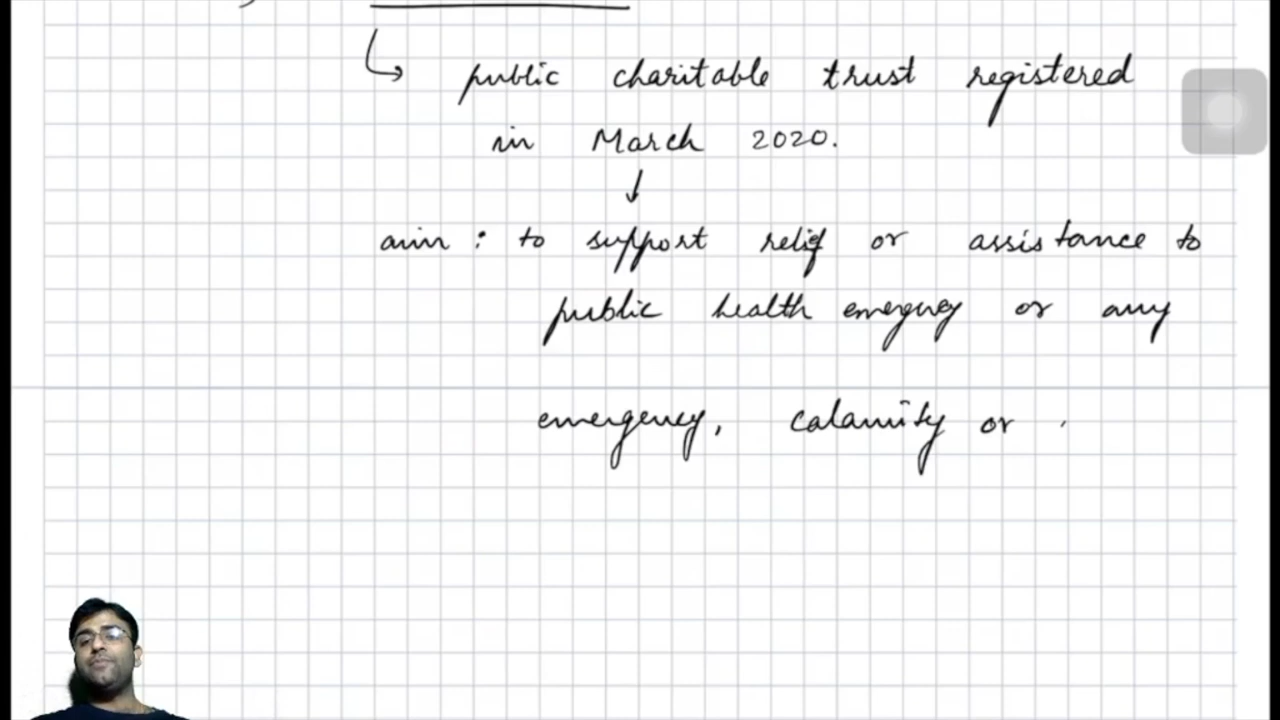 public charitable trust registered
in March 2020.
aim : to support relief or assistance to
public health emergency or any
emergency, calamity or